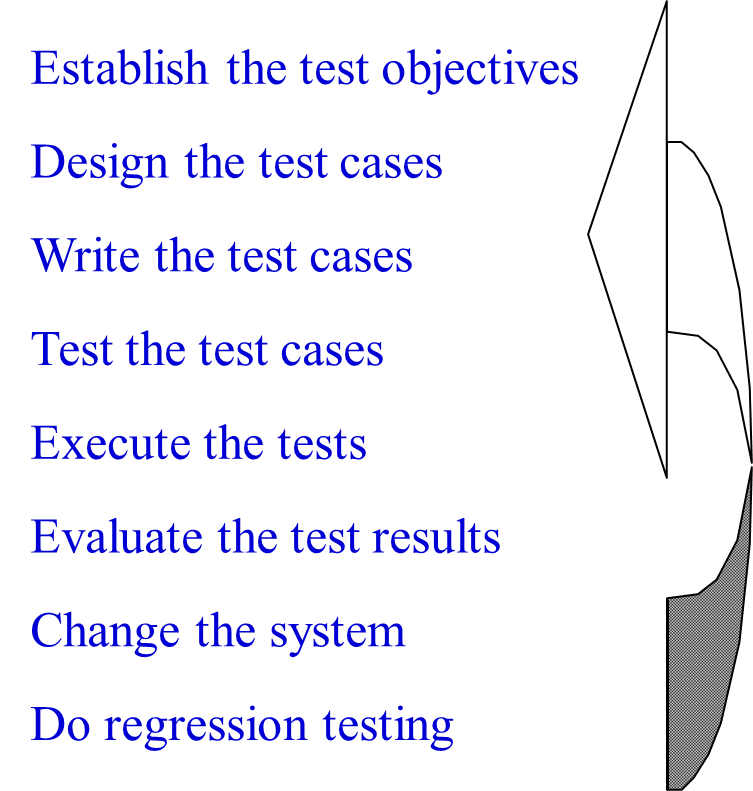 Establish the test objectives
Design the test cases
Write the test cases
Test the test cases
Execute the tests
Evaluate the test results
Change the system
Do regression testing